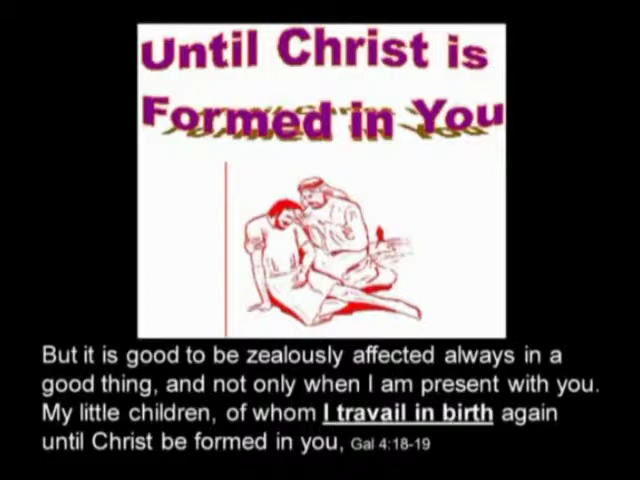 Until Christ is
Formed in You
But it is good to be zealously affected always in a
good thing, and not only when I am present with you.
My little children, of whom I travail in birth again
until Christ be formed in you, Gal 4:18-19